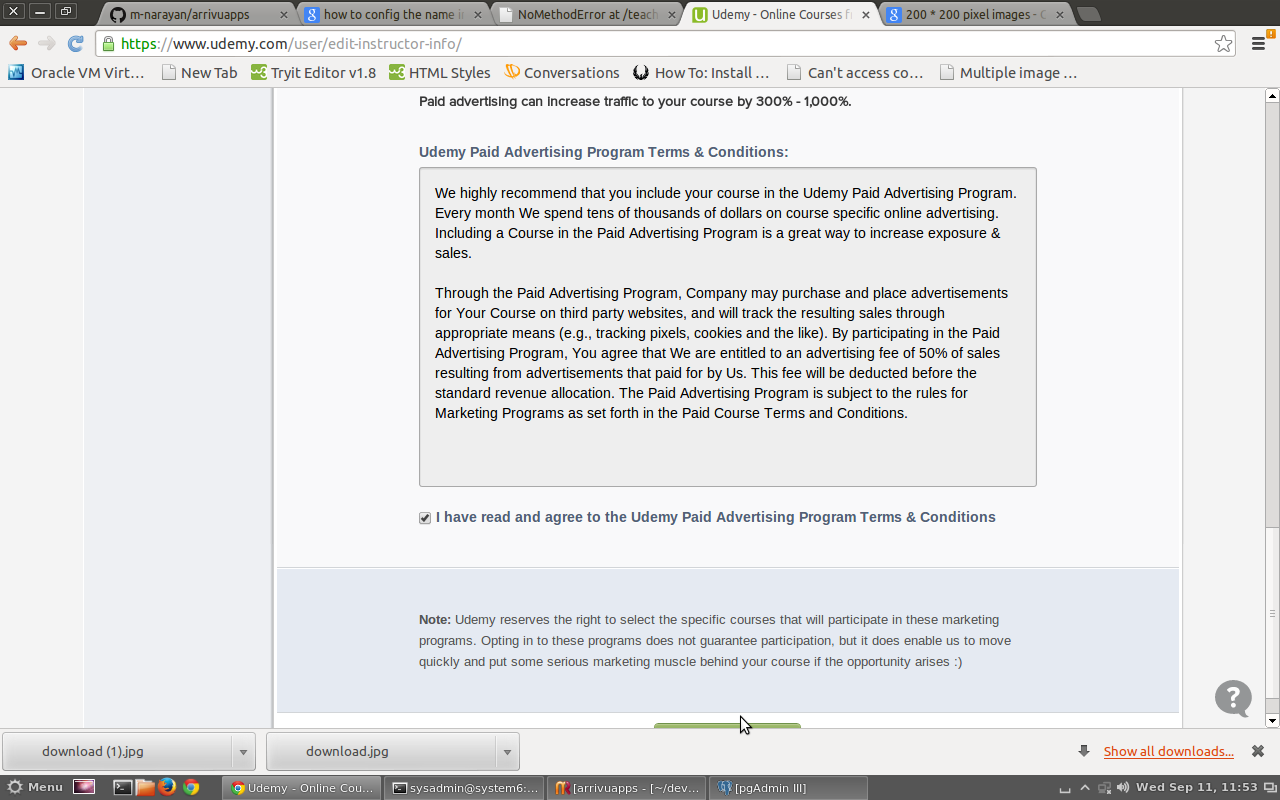 m-narayan/arrivuapps
how to config the name i
NoMethodError at /teach
Udemy - Online Courses f
200 * 200 pixel images - G
https://www.udemy.com/user/edit-instructor-info/
Oracle VM Virt...
New Tab
Tryit Editor v1.8
HTML Styles
Conversations
How To: Install ...
Can't access co...
Multiple image ...
Paid advertising can increase traffic to your course by 300% - 1,000%.
Udemy Paid Advertising Program Terms & Conditions:
We highly recommend that you include your course in the Udemy Paid Advertising Program.
Every month We spend tens of thousands of dollars on course specific online advertising.
Including a Course in the Paid Advertising Program is a great way to increase exposure &
sales.
Through the Paid Advertising Program, Company may purchase and place advertisements
for Your Course on third party websites, and will track the resulting sales through
appropriate means (e.g., tracking pixels, cookies and the like). By participating in the Paid
Advertising Program, You agree that We are entitled to an advertising fee of 50% of sales
resulting from advertisements that paid for by Us. This fee will be deducted before the
standard revenue allocation. The Paid Advertising Program is subject to the rules for
Marketing Programs as set forth in the Paid Course Terms and Conditions.
I have read and agree to the Udemy Paid Advertising Program Terms & Conditions
Note: Udemy reserves the right to select the specific courses that will participate in these marketing
programs. Opting in to these programs does not guarantee participation, but it does enable us to move
quickly and put some serious marketing muscle behind your course if the opportunity arises :)
?
download (1).jpg
download.jpg
Show all downloads...
Menu
Udemy - Online Cou...
sysadmin@system6:...
[arrivuapps - [~/dev...
[pgAdmin III]
Wed Sep 11, 11:53